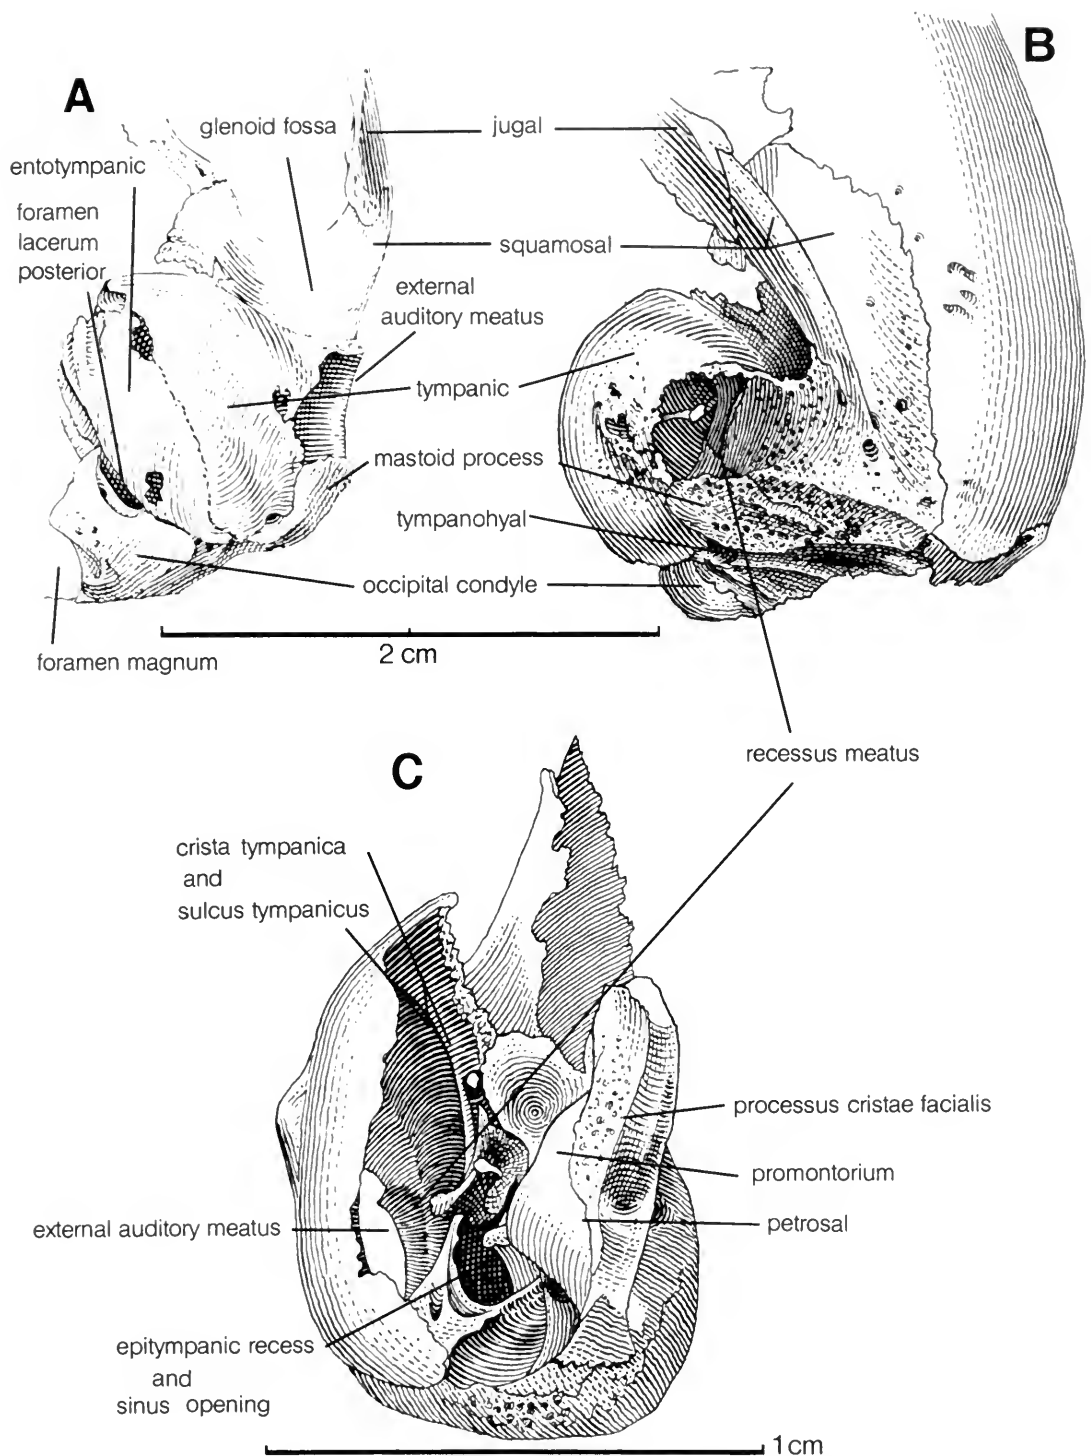 A
B
glenoid fossa
jugal
entotympanic
foramen
lacerum
posterior
squamosal
external
auditory meatus
tympanic
mastoid process
tympanohyal
occipital condyle
foramen magnum
2 cm
recessus meatus
C
crista tympanica
and
sulcus tympanicus
processus cristae facialis
promontorium
petrosal
external auditory meatus
epitympanic recess
and
sinus opening
1 cm